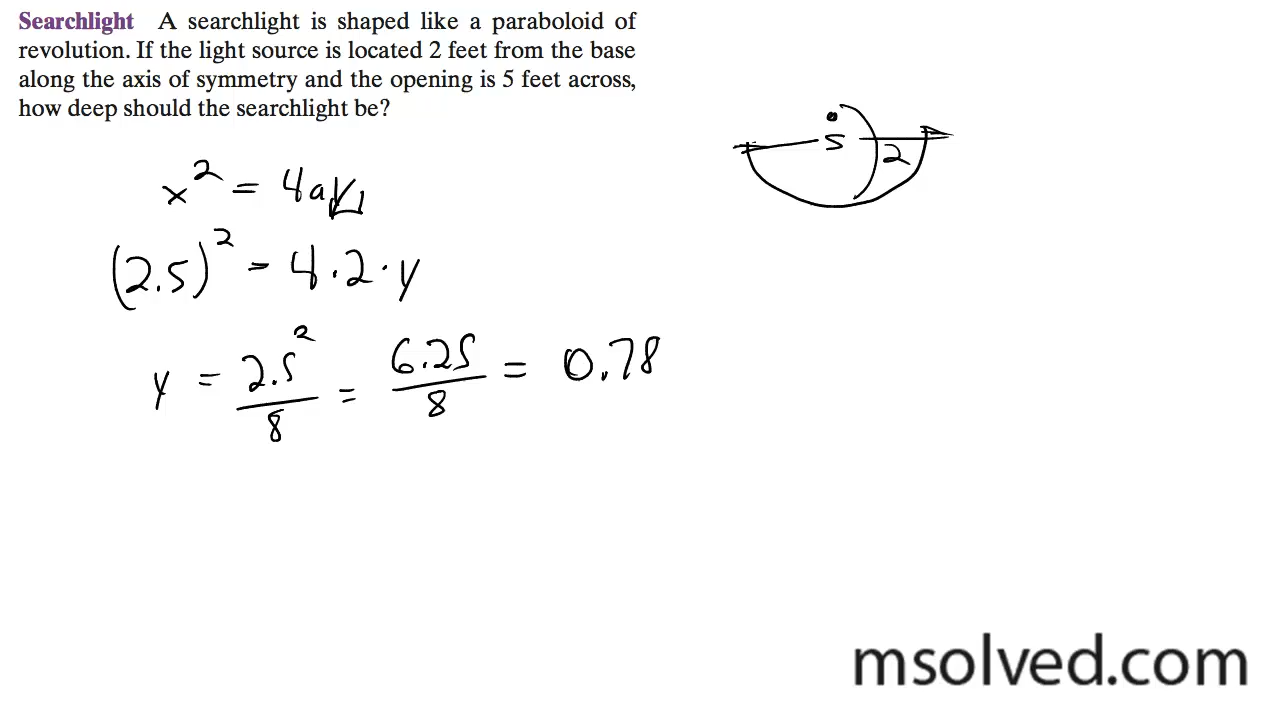 Searchlight A searchlight is shaped like a paraboloid of
revolution. If the light source is located 2 feet from the base
along the axis of symmetry and the opening is 5 feet across,
how deep should the searchlight be?
x² = 4ay
(2.5)² = 4·2·y
y = 2.5²/8 = 6.25/8 = 0.78
5
2
msolved.com